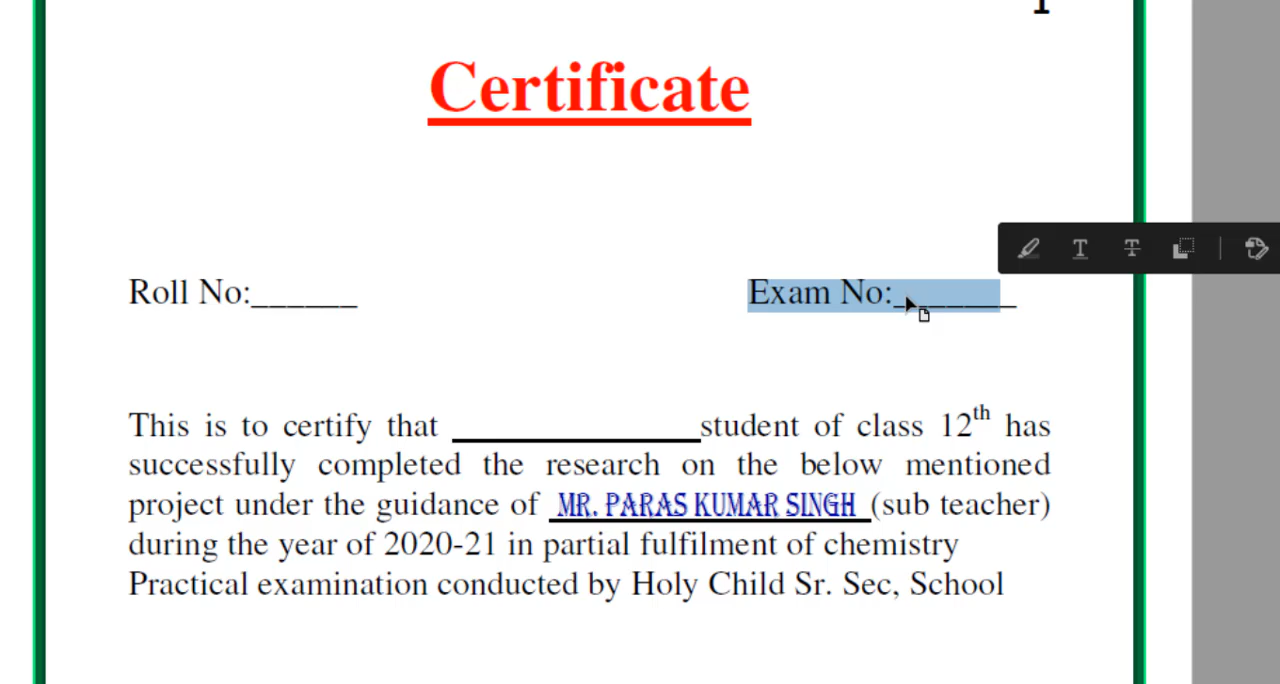 Certificate
Roll No:______ Exam No:_______
This is to certify that ______________student of class 12th has
successfully completed the research on the below mentioned
project under the guidance of MR. PARAS KUMAR SINGH (sub teacher)
during the year of 2020-21 in partial fulfilment of chemistry
Practical examination conducted by Holy Child Sr. Sec, School